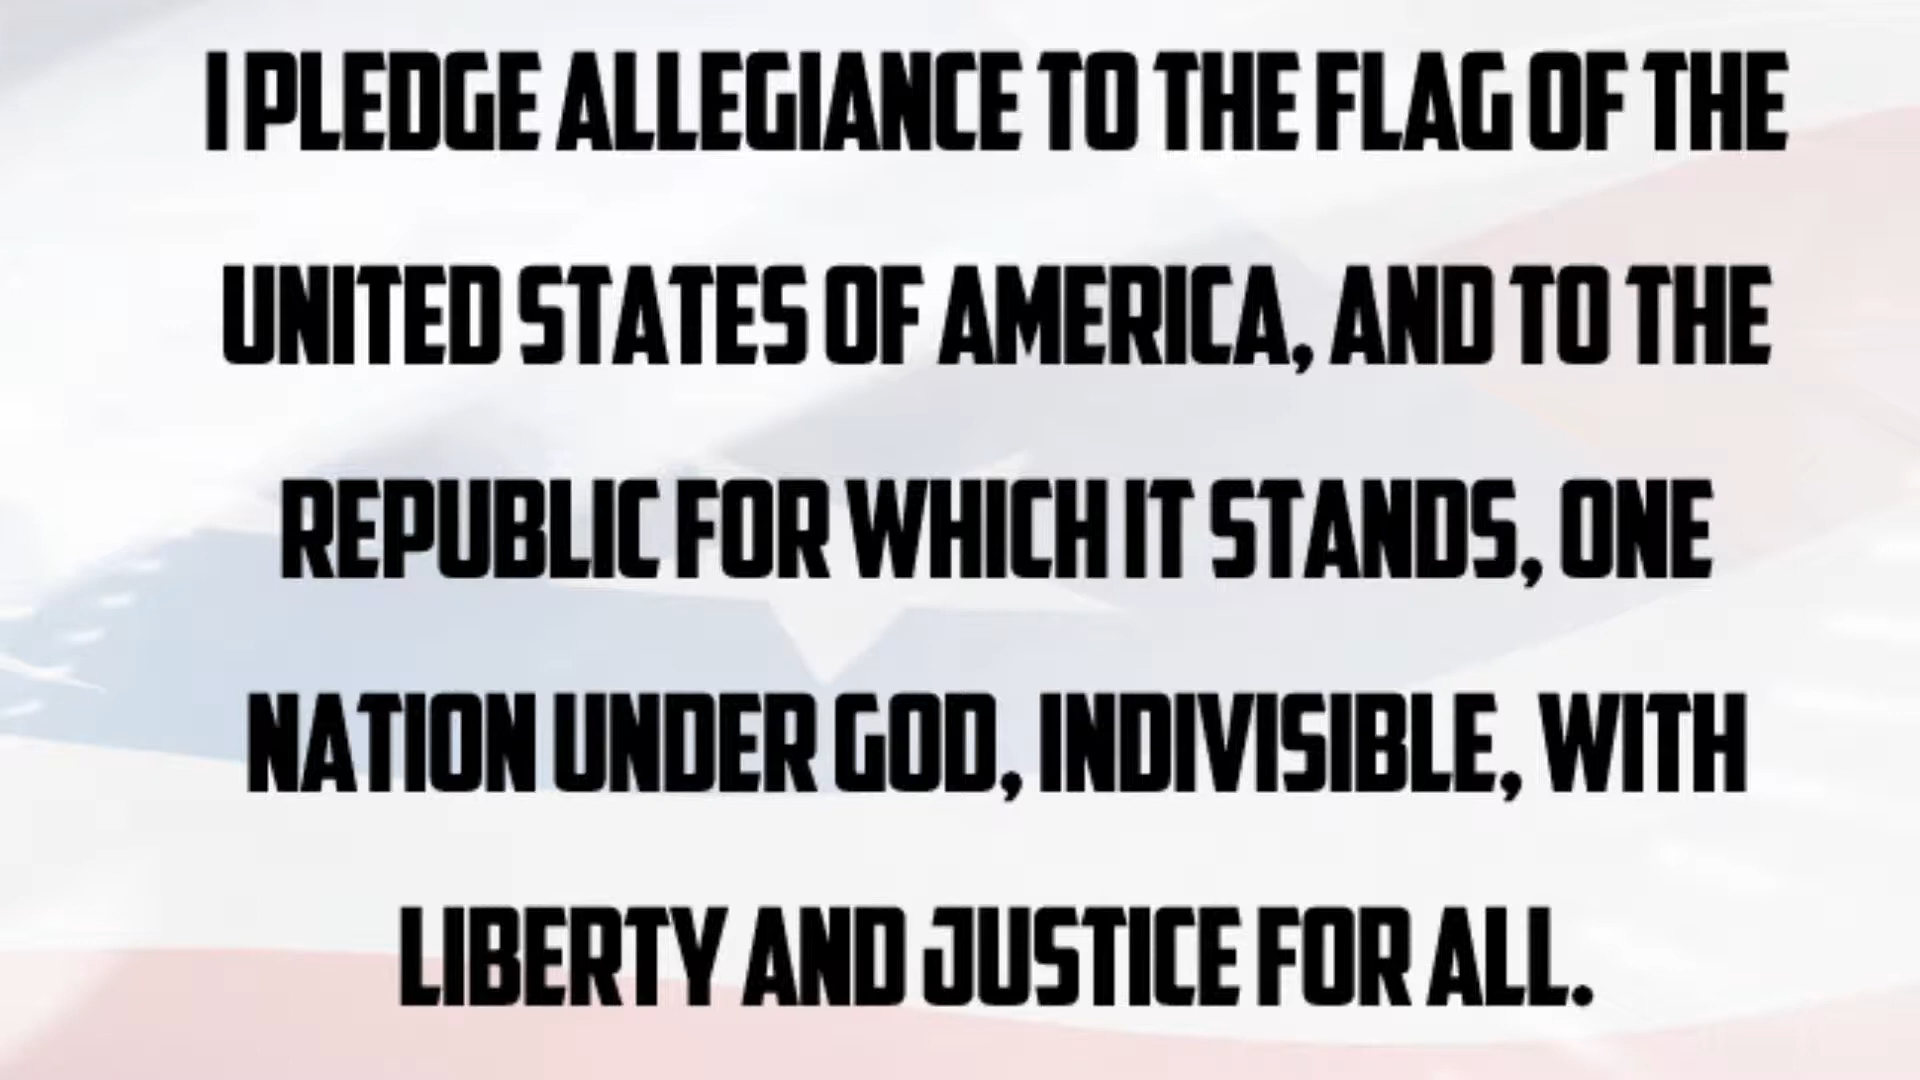 I PLEDGE ALLEGIANCE TO THE FLAG OF THE
UNITED STATES OF AMERICA, AND TO THE
REPUBLIC FOR WHICH IT STANDS, ONE
NATION UNDER GOD, INDIVISIBLE, WITH
LIBERTY AND JUSTICE FOR ALL.